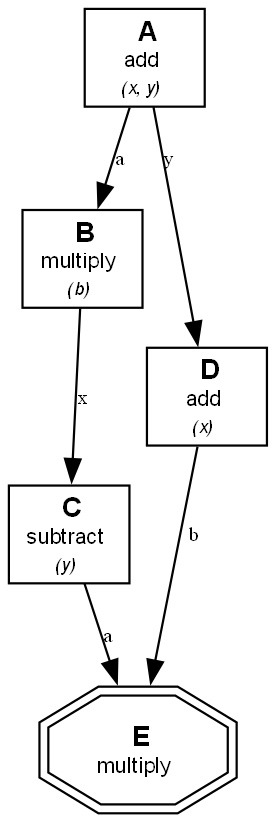 A
add
(x, y)
a
y
B
multiply
(b)
D
add
(x)
x
C
subtract
(y)
b
a
E
multiply